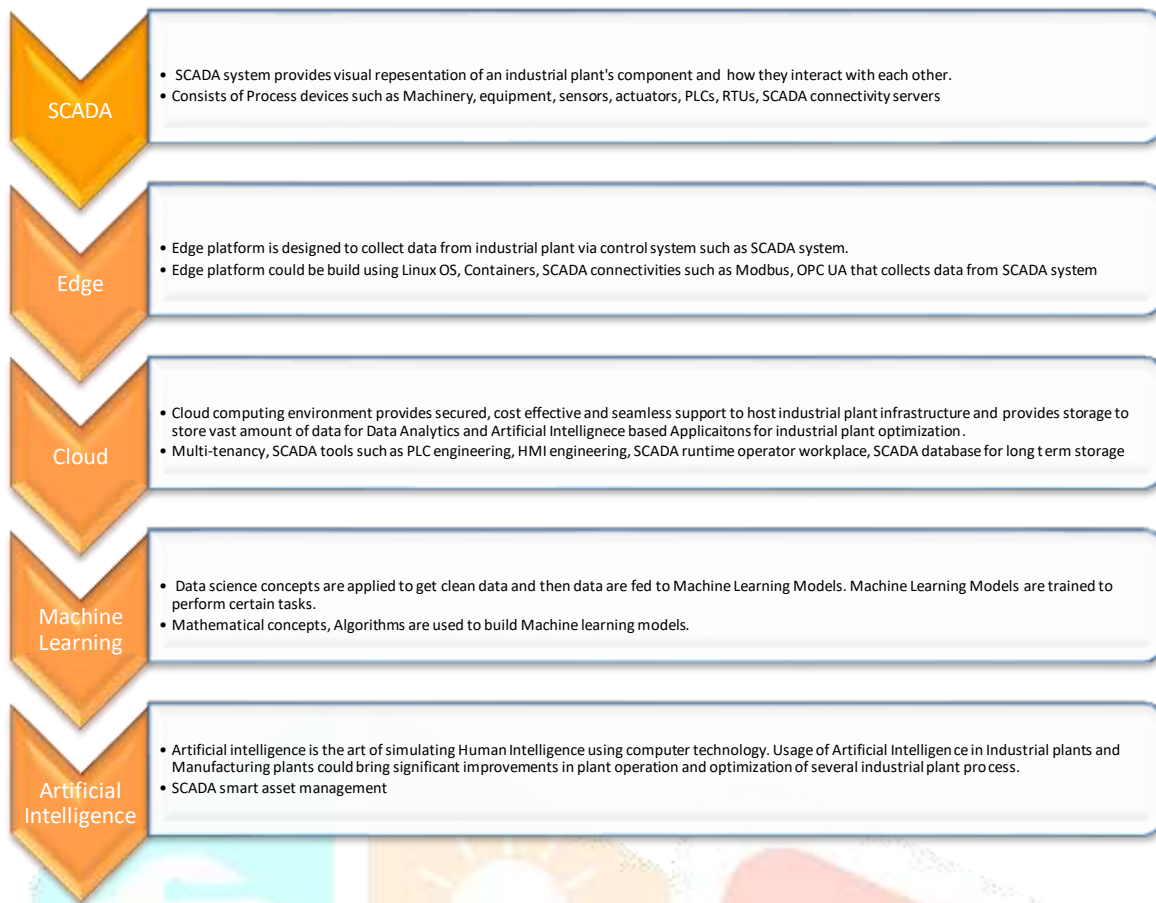 SCADA
• SCADA system provides visual repesentation of an industrial plant's component and how they interact with each other.
• Consists of Process devices such as Machinery, equipment, sensors, actuators, PLCs, RTUs, SCADA connectivity servers
Edge
• Edge platform is designed to collect data from industrial plant via control system such as SCADA system.
• Edge platform could be build using Linux OS, Containers, SCADA connectivities such as Modbus, OPC UA that collects data from SCADA system
Cloud
• Cloud computing environment provides secured, cost effective and seamless support to host industrial plant infrastructure and provides storage to
store vast amount of data for Data Analytics and Artificial Intellignece based Applicaitons for industrial plant optimization.
• Multi-tenancy, SCADA tools such as PLC engineering, HMI engineering, SCADA runtime operator workplace, SCADA database for long term storage
Machine
Learning
• Data science concepts are applied to get clean data and then data are fed to Machine Learning Models. Machine Learning Models are trained to
perform certain tasks.
• Mathematical concepts, Algorithms are used to build Machine learning models.
Artificial
Intelligence
• Artificial intelligence is the art of simulating Human Intelligence using computer technology. Usage of Artificial Intelligence in Industrial plants and
Manufacturing plants could bring significant improvements in plant operation and optimization of several industrial plant process.
• SCADA smart asset management